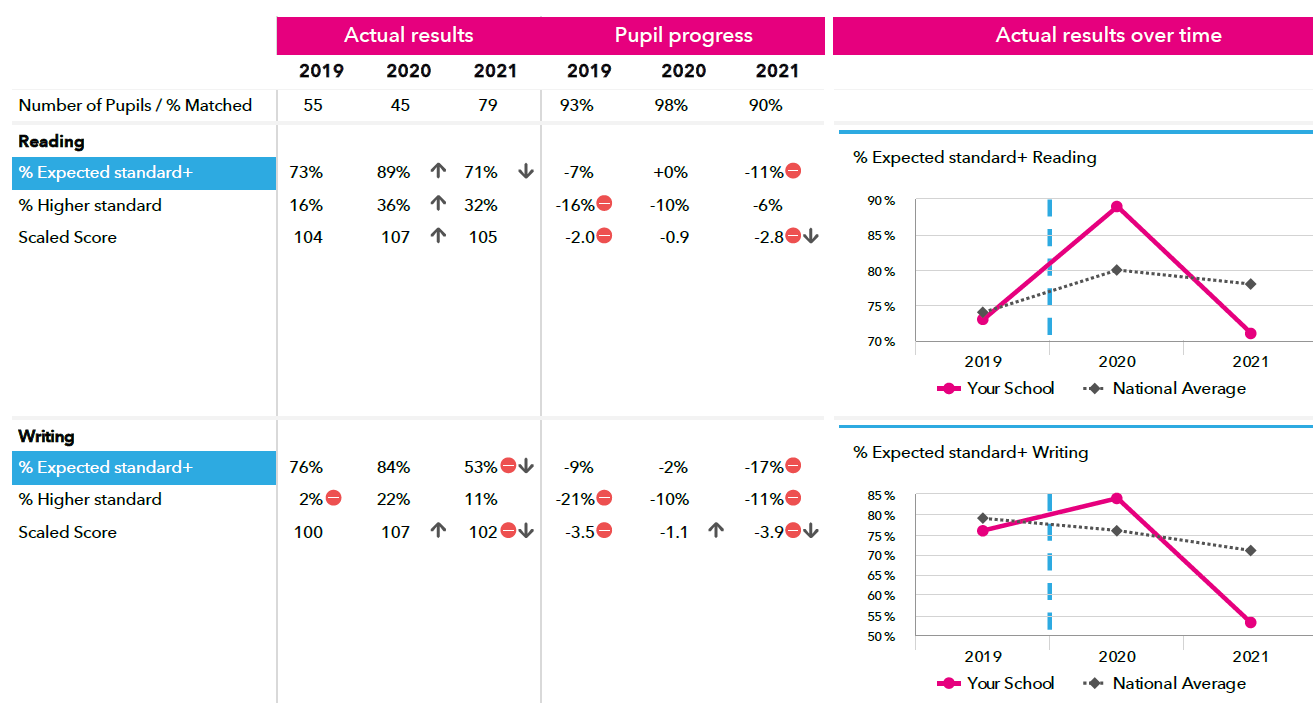 Actual results Pupil progress Actual results over time
2019 2020 2021 2019 2020 2021
Number of Pupils / % Matched 55 45 79 93% 98% 90%
Reading
% Expected standard+ 73% 89% ↑ 71% ↓ -7% +0% -11%
% Higher standard 16% 36% ↑ 32% -16% -10% -6%
Scaled Score 104 107 ↑ 105 -2.0 -0.9 -2.8 ↓
% Expected standard+ Reading
90%
85%
80%
75%
70%
2019 2020 2021
Your School National Average
Writing
% Expected standard+ 76% 84% 53% ↓ -9% -2% -17%
% Higher standard 2% 22% 11% -21% -10% -11%
Scaled Score 100 107 ↑ 102 ↓ -3.5 -1.1 ↑ -3.9 ↓
% Expected standard+ Writing
85%
80%
75%
70%
65%
60%
55%
50%
2019 2020 2021
Your School National Average